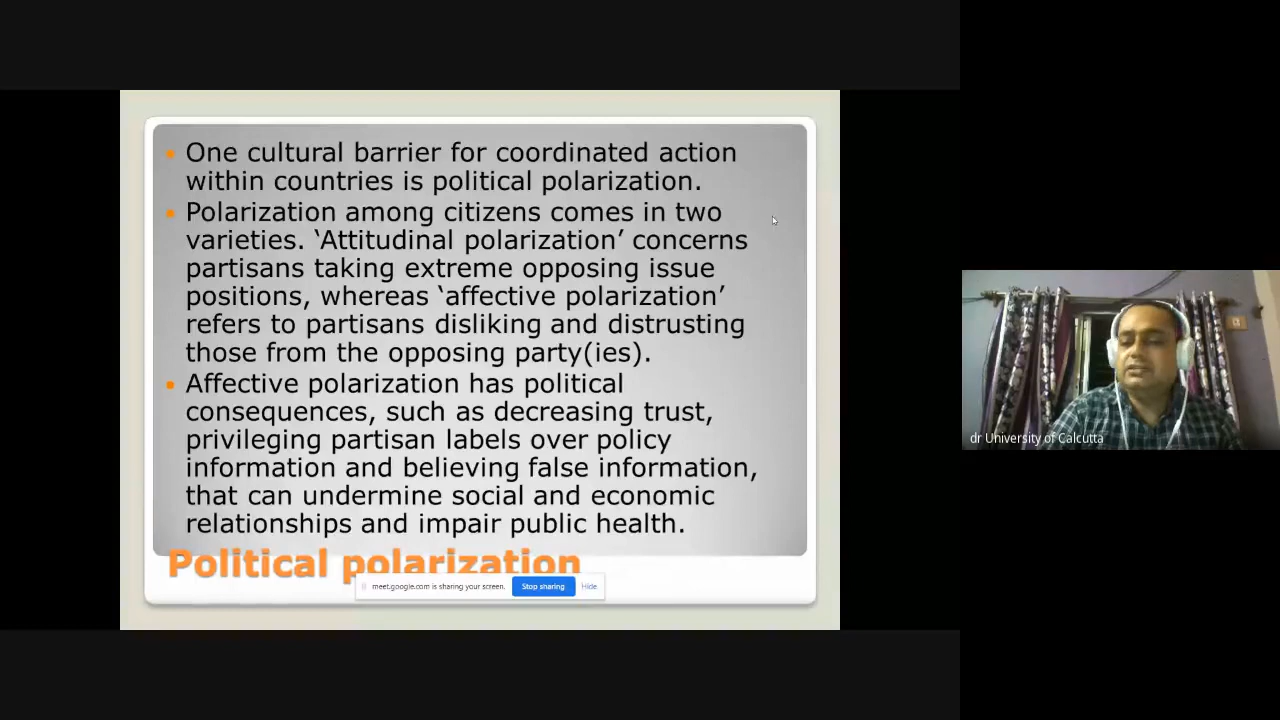 One cultural barrier for coordinated action
within countries is political polarization.
Polarization among citizens comes in two
varieties. ‘Attitudinal polarization’ concerns
partisans taking extreme opposing issue
positions, whereas ‘affective polarization’
refers to partisans disliking and distrusting
those from the opposing party(ies).
Affective polarization has political
consequences, such as decreasing trust,
privileging partisan labels over policy
information and believing false information,
that can undermine social and economic
relationships and impair public health.
Political polarization
meet.google.com is sharing your screen. Stop sharing Hide
dr University of Calcutta